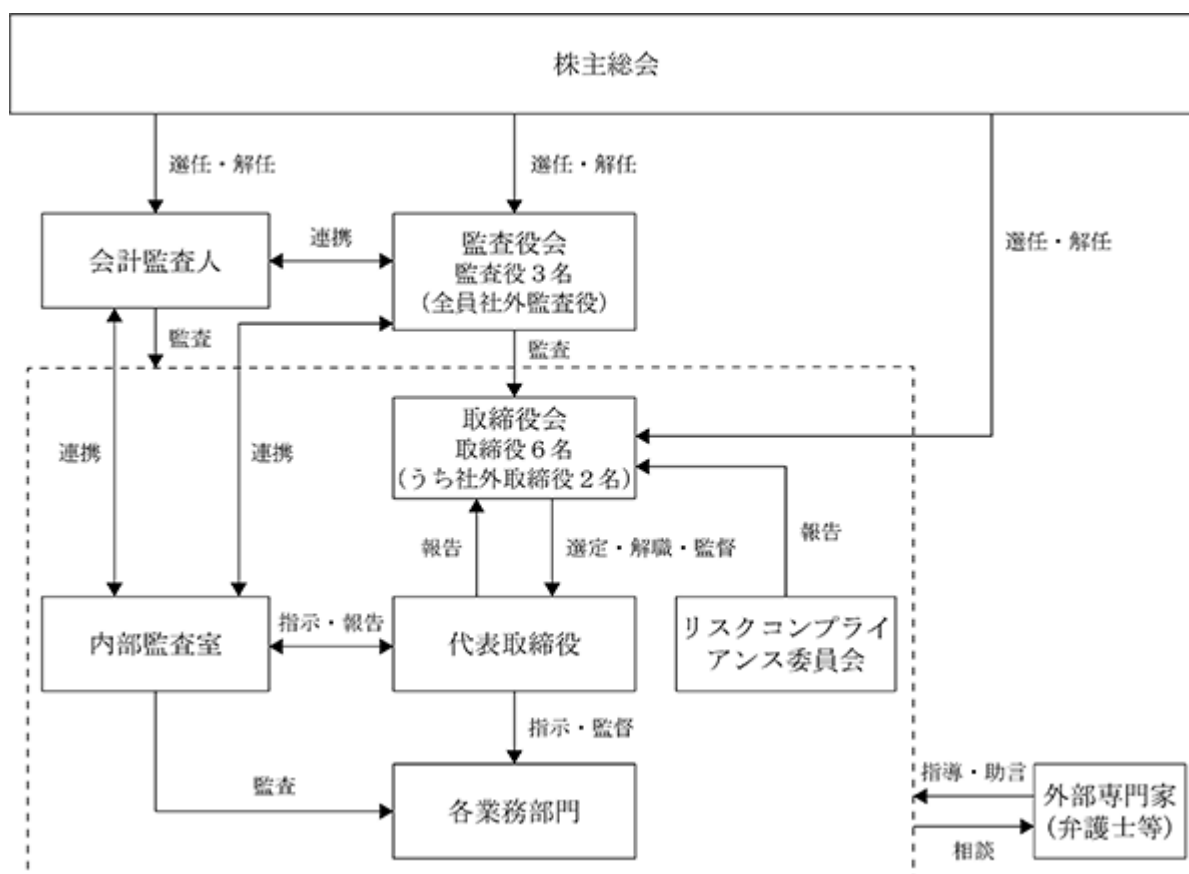 株主総会
選任・解任
選任・解任
選任・解任
会計監査人
連携
監査役会
監査役3名
(全員社外監査役)
監査
監査
取締役会
取締役6名
(うち社外取締役2名)
連携
連携
報告
選定・解職・監督
報告
内部監査室
指示・報告
代表取締役
リスクコンプライ
アンス委員会
指示・監督
監査
各業務部門
指導・助言
外部専門家
(弁護士等)
相談